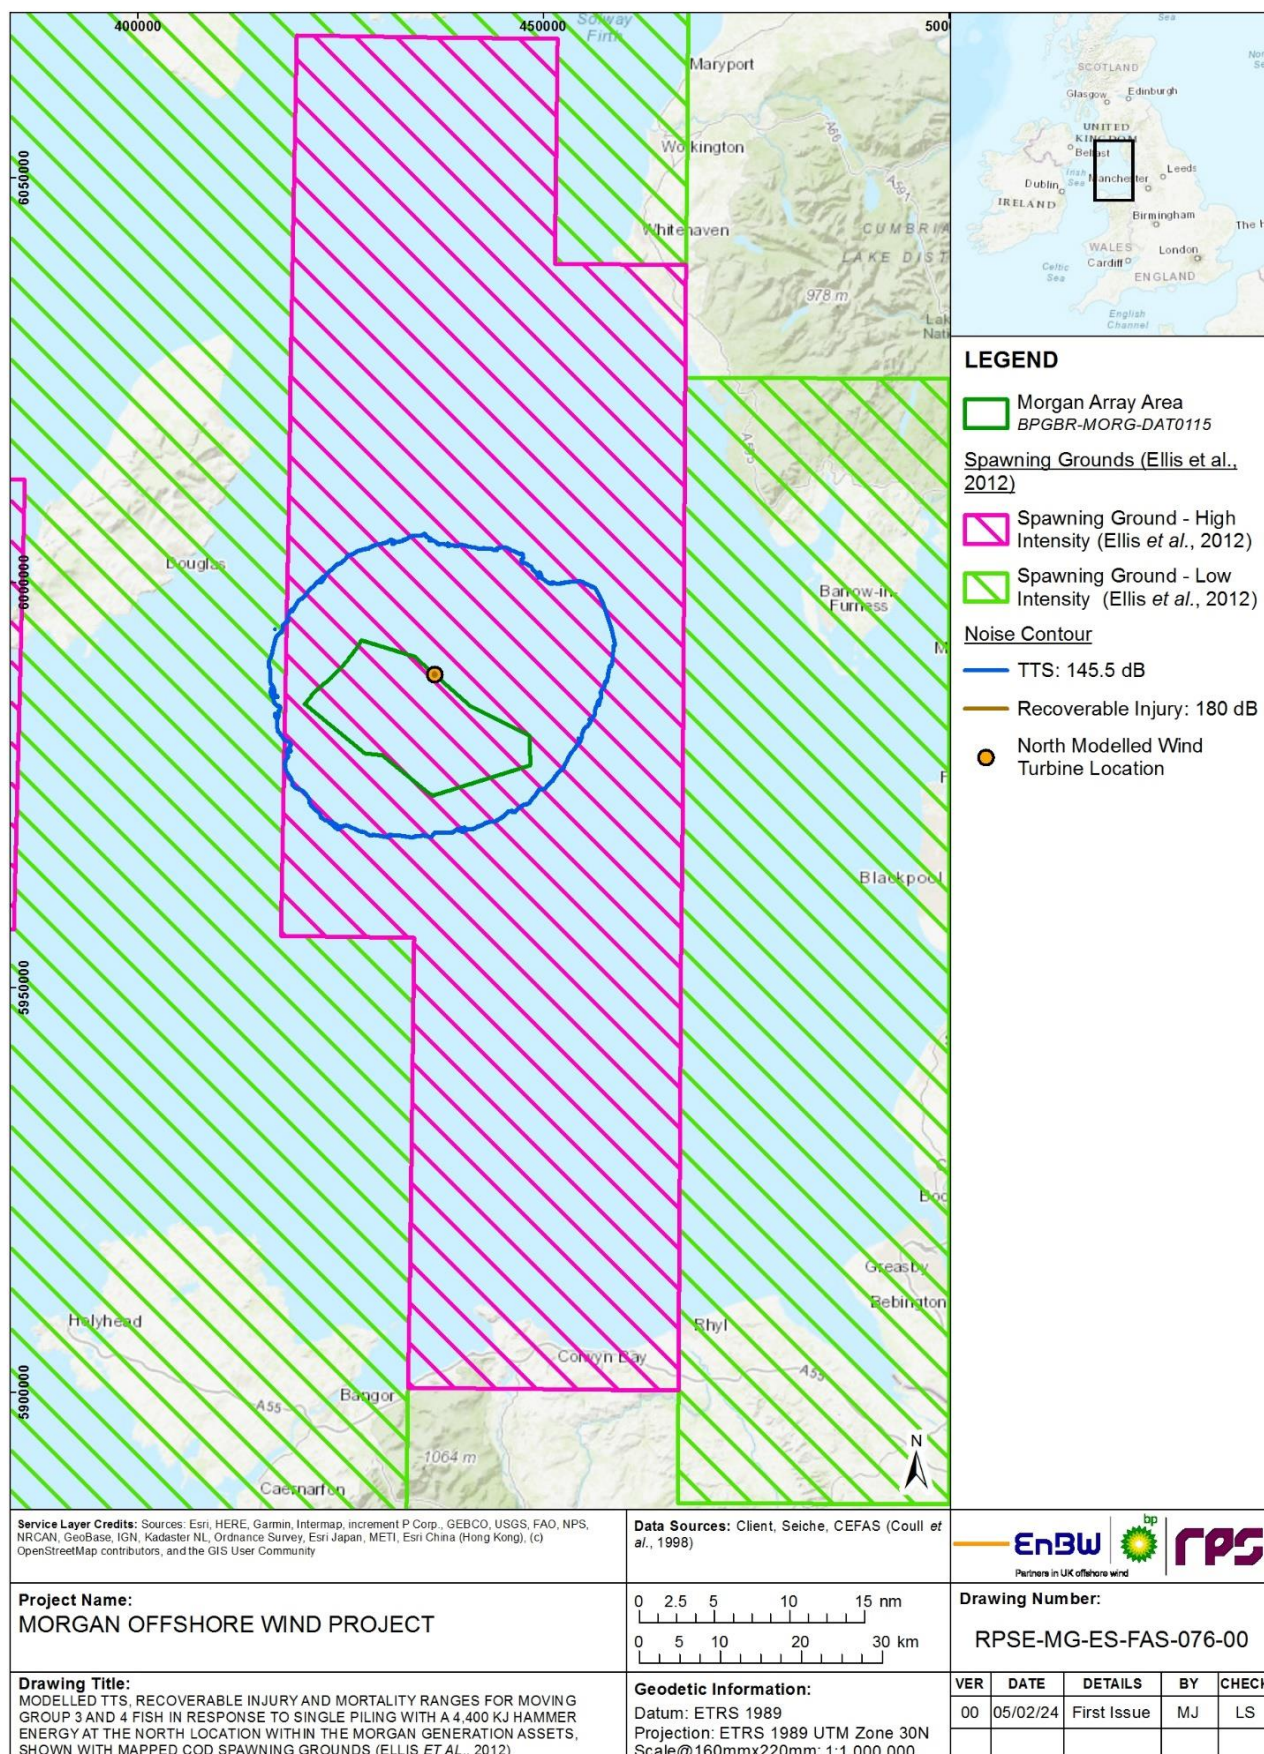 400000
450000
500
6050000
6000000
5950000
5900000
Solway
Firth
Maryport
Workington
A66
A591
Whitehaven
CUMBRIA
LAKE DIST
978 m
Lak
Nati
A595
Douglas
Barrow-in-
Furness
M
F
Blackpool
Boo
Greasby
Bebington
Holyhead
Rhyl
Colwyn Bay
A55
Bangor
A55
1064 m
Caernarfon
N
Sea
No
Se
SCOTLAND
Glasgow
Edinburgh
UNITED
KINGDOM
Belfast
Irish
Sea
Manchester
Leeds
Dublin
IRELAND
Birmingham
The H
WALES
London
Cardiff
Celtic
Sea
ENGLAND
English
Channel
LEGEND
Morgan Array Area
BPGBR-MORG-DAT0115
Spawning Grounds (Ellis et al.,
2012)
Spawning Ground - High
Intensity (Ellis et al., 2012)
Spawning Ground - Low
Intensity (Ellis et al., 2012)
Noise Contour
TTS: 145.5 dB
Recoverable Injury: 180 dB
North Modelled Wind
Turbine Location
Service Layer Credits: Sources: Esri, HERE, Garmin, Intermap, increment P Corp., GEBCO, USGS, FAO, NPS,
NRCAN, GeoBase, IGN, Kadaster NL, Ordnance Survey, Esri Japan, METI, Esri China (Hong Kong), (c)
OpenStreetMap contributors, and the GIS User Community
Data Sources: Client, Seiche, CEFAS (Coull et
al., 1998)
EnBW
bp
rps
Partners in UK offshore wind
Project Name:
MORGAN OFFSHORE WIND PROJECT
0 2.5 5 10 15 nm
0 5 10 20 30 km
Drawing Number:
RPSE-MG-ES-FAS-076-00
Drawing Title:
MODELLED TTS, RECOVERABLE INJURY AND MORTALITY RANGES FOR MOVING
GROUP 3 AND 4 FISH IN RESPONSE TO SINGLE PILING WITH A 4,400 KJ HAMMER
ENERGY AT THE NORTH LOCATION WITHIN THE MORGAN GENERATION ASSETS,
SHOWN WITH MAPPED COD SPAWNING GROUNDS (ELLIS ET AL., 2012)
Geodetic Information:
Datum: ETRS 1989
Projection: ETRS 1989 UTM Zone 30N
Scale@160mmx220mm: 1:1,000,000
VER DATE DETAILS BY CHECK
00 05/02/24 First Issue MJ LS